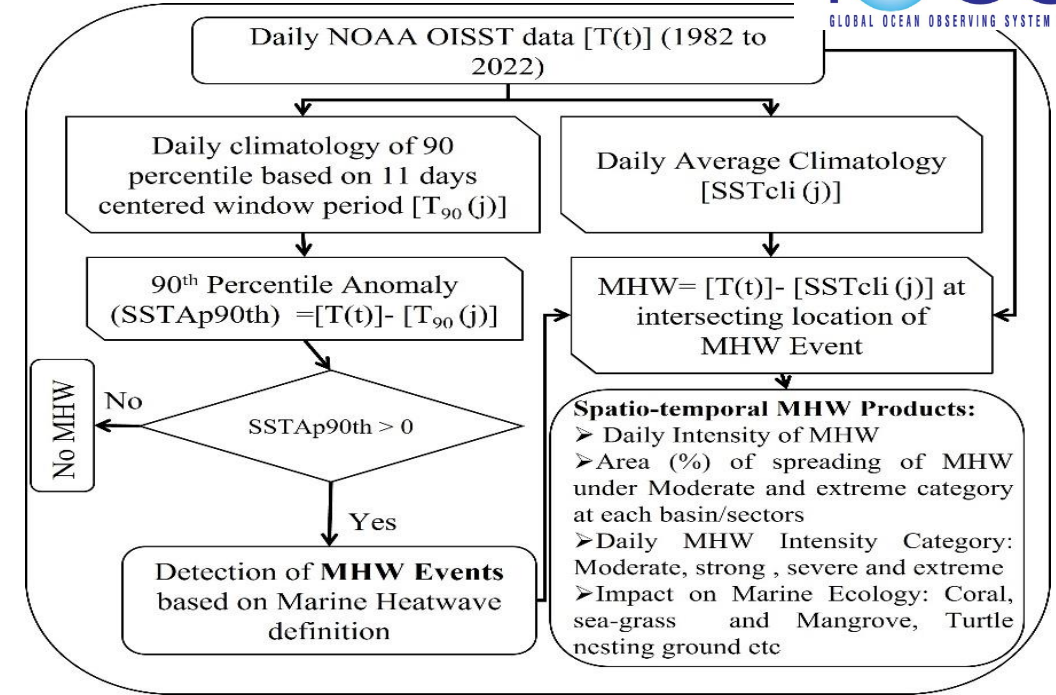 GLOBAL OCEAN OBSERVING SYSTEM
Daily NOAA OISST data [T(t)] (1982 to
2022)
Daily climatology of 90
percentile based on 11 days
centered window period [T₉₀ (j)]
Daily Average Climatology
[SSTcli (j)]
90ᵗʰ Percentile Anomaly
(SSTAp90th) =[T(t)]- [T₉₀ (j)]
MHW= [T(t)]- [SSTcli (j)] at
intersecting location of
MHW Event
No MHW
No
SSTAp90th > 0
Yes
Detection of MHW Events
based on Marine Heatwave
definition
Spatio-temporal MHW Products:
➢ Daily Intensity of MHW
➢Area (%) of spreading of MHW
under Moderate and extreme category
at each basin/sectors
➢Daily MHW Intensity Category:
Moderate, strong , severe and extreme
➢Impact on Marine Ecology: Coral,
sea-grass and Mangrove, Turtle
nesting ground etc